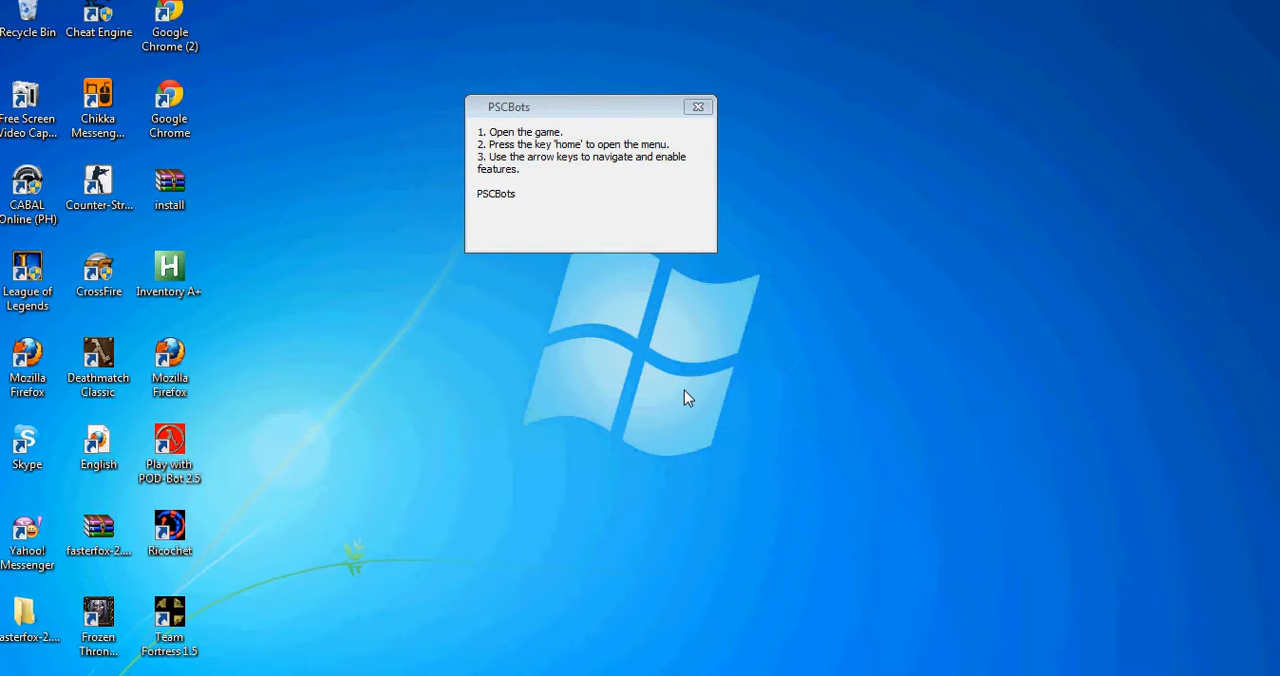 Recycle Bin
Cheat Engine
Google
Chrome (2)
Free Screen
Video Cap...
Chikka
Messeng...
Google
Chrome
CABAL
Online (PH)
Counter-Str...
install
League of
Legends
CrossFire
Inventory A+
Mozilla
Firefox
Deathmatch
Classic
Mozilla
Firefox
Skype
English
Play with
POD-Bot 2.5
Yahoo!
Messenger
fasterfox-2....
Ricochet
asterfox-2....
Frozen
Thron...
Team
Fortress 1.5
PSCBots
1. Open the game.
2. Press the key 'home' to open the menu.
3. Use the arrow keys to navigate and enable
features.
PSCBots